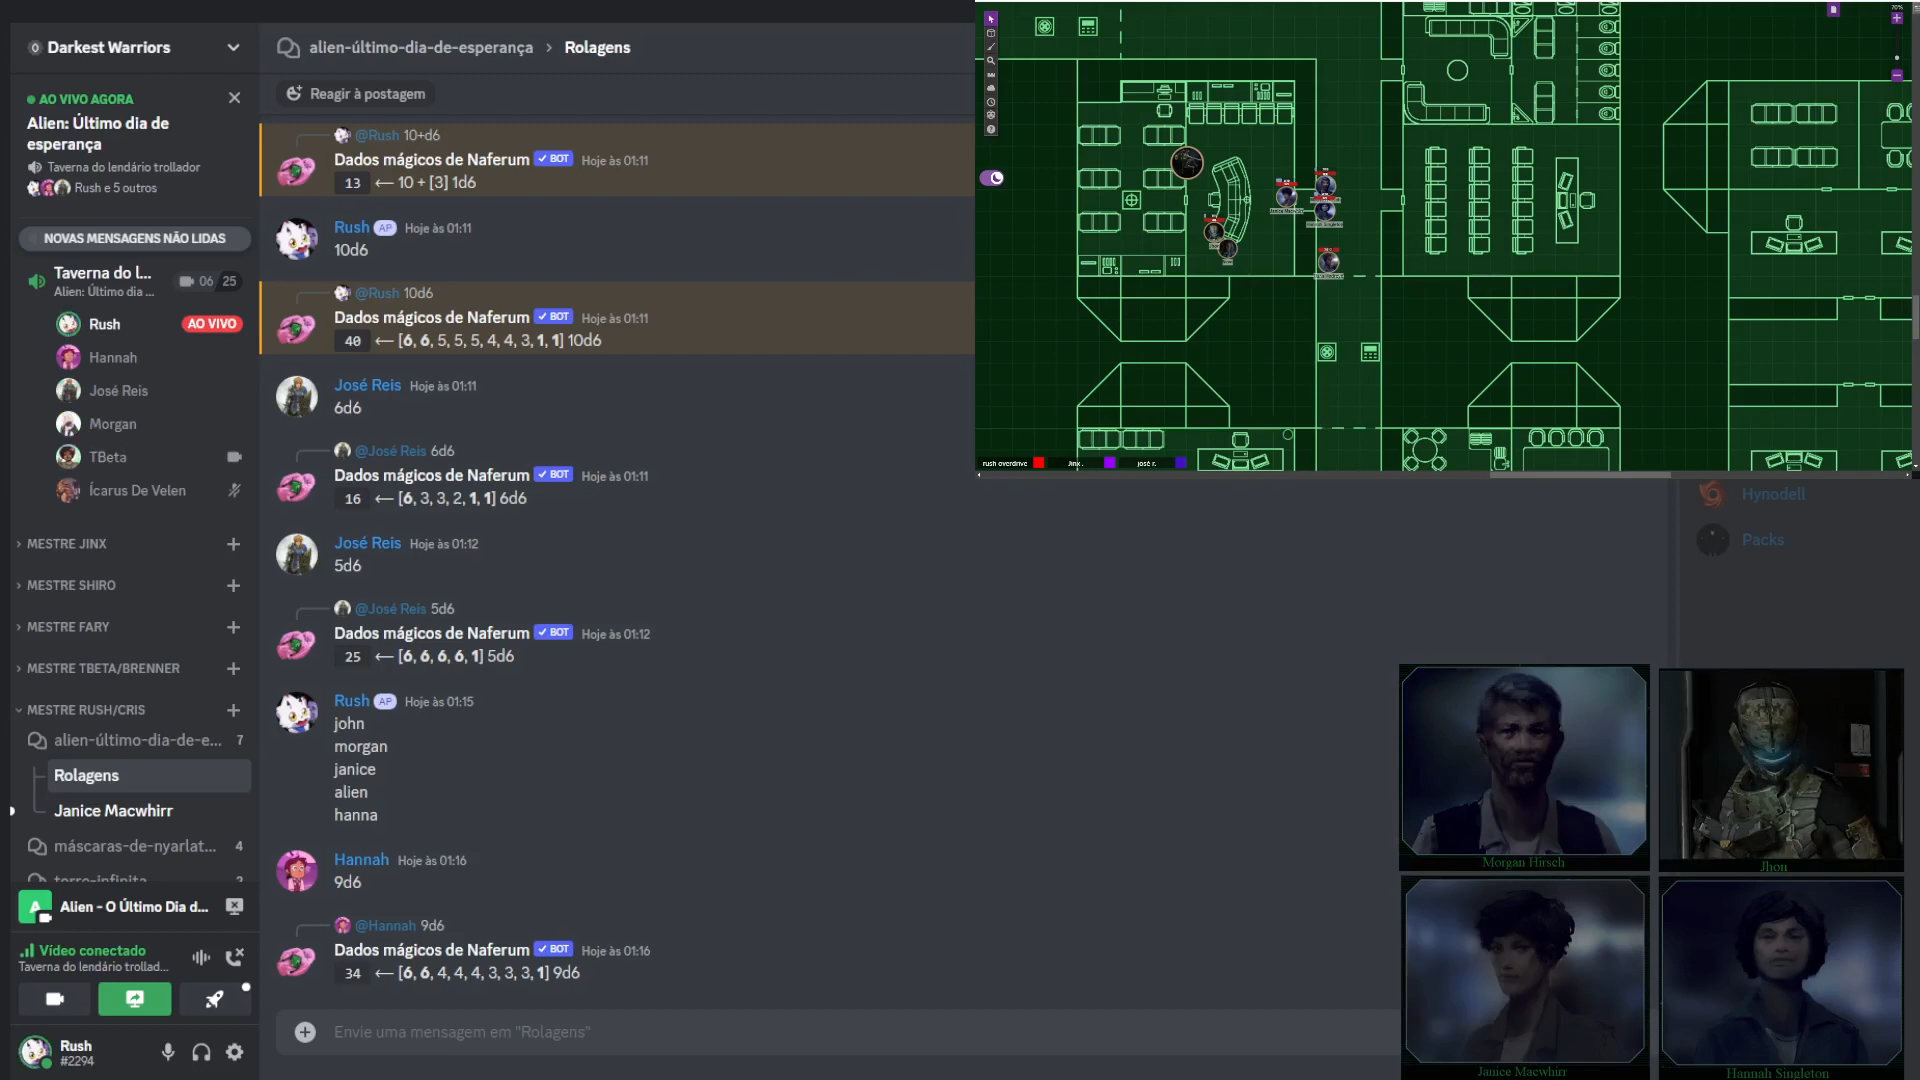 Darkest Warriors
AO VIVO AGORA
Alien: Último dia de
esperança
Taverna do lendário trollador
Rush e 5 outros
NOVAS MENSAGENS NÃO LIDAS
Taverna do l...
Alien: Último dia ...
06 25
Rush
AO VIVO
Hannah
José Reis
Morgan
TBeta
Ícarus De Velen
MESTRE JINX
MESTRE SHIRO
MESTRE FARY
MESTRE TBETA/BRENNER
MESTRE RUSH/CRIS
alien-último-dia-de-e... 7
Rolagens
Janice Macwhirr
máscaras-de-nyarlat... 4
torre-infinita
Alien - O Último Dia d...
Vídeo conectado
Taverna do lendário trollad...
Rush
#2294
alien-último-dia-de-esperança › Rolagens
Reagir à postagem
@Rush 10+d6
Dados mágicos de Naferum BOT Hoje às 01:11
13 ⟵ 10 + [3] 1d6
Rush AP Hoje às 01:11
10d6
@Rush 10d6
Dados mágicos de Naferum BOT Hoje às 01:11
40 ⟵ [6, 6, 5, 5, 5, 4, 4, 3, 1, 1] 10d6
José Reis Hoje às 01:11
6d6
@José Reis 6d6
Dados mágicos de Naferum BOT Hoje às 01:11
16 ⟵ [6, 3, 3, 2, 1, 1] 6d6
José Reis Hoje às 01:12
5d6
@José Reis 5d6
Dados mágicos de Naferum BOT Hoje às 01:12
25 ⟵ [6, 6, 6, 6, 1] 5d6
Rush AP Hoje às 01:15
john
morgan
janice
alien
hanna
Hannah Hoje às 01:16
9d6
@Hannah 9d6
Dados mágicos de Naferum BOT Hoje às 01:16
34 ⟵ [6, 6, 4, 4, 4, 3, 3, 3, 1] 9d6
Envie uma mensagem em "Rolagens"
70%
rush overdrive
Jinx .
josé r.
Hynodell
Packs
Morgan Hirsch
Jhon
Janice Macwhirr
Hannah Singleton